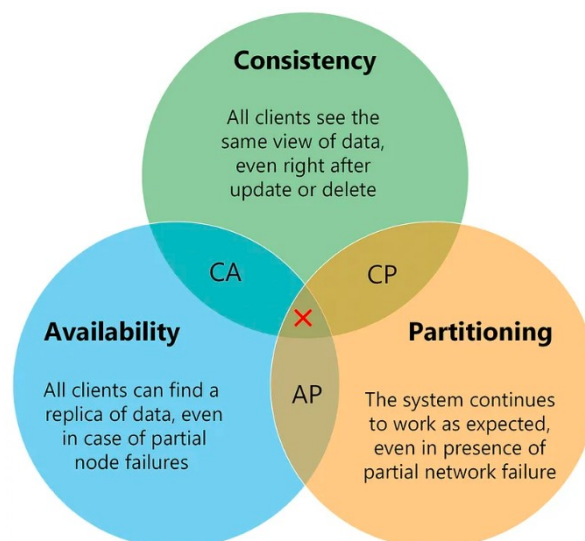 Consistency
All clients see the
same view of data,
even right after
update or delete
CA
CP
Availability
All clients can find a
replica of data, even
in case of partial
node failures
AP
Partitioning
The system continues
to work as expected,
even in presence of
partial network failure